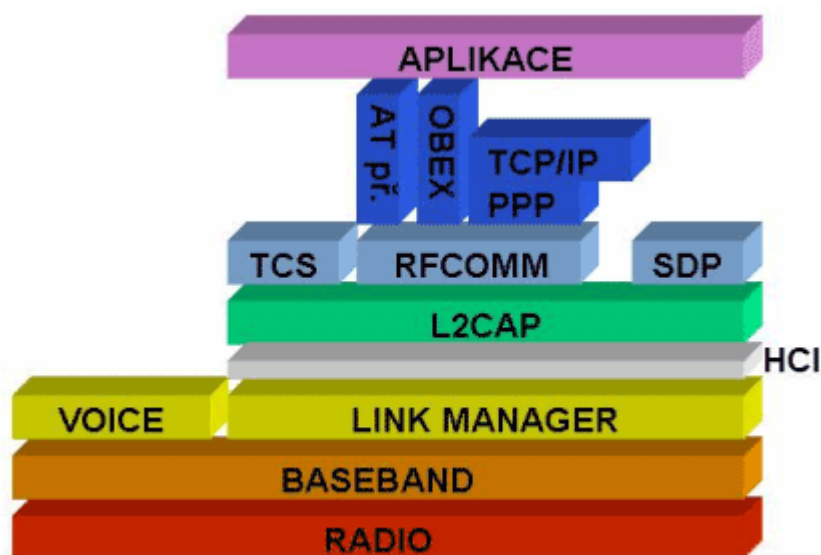 APLIKACE
AT př.
OBEX
TCP/IP
PPP
TCS
RFCOMM
SDP
L2CAP
HCI
VOICE
LINK MANAGER
BASEBAND
RADIO